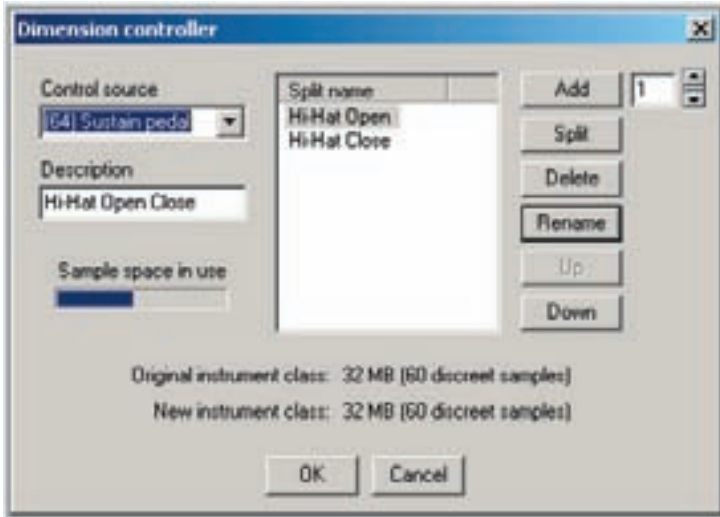 Dimension controller
Control source
(64) Sustain pedal
Description
Hi-Hat Open Close
Sample space in use
Split name
Hi-Hat Open
Hi-Hat Close
Add
1
Split
Delete
Rename
Up
Down
Original instrument class: 32 MB (60 discreet samples)
New instrument class: 32 MB (60 discreet samples)
OK
Cancel